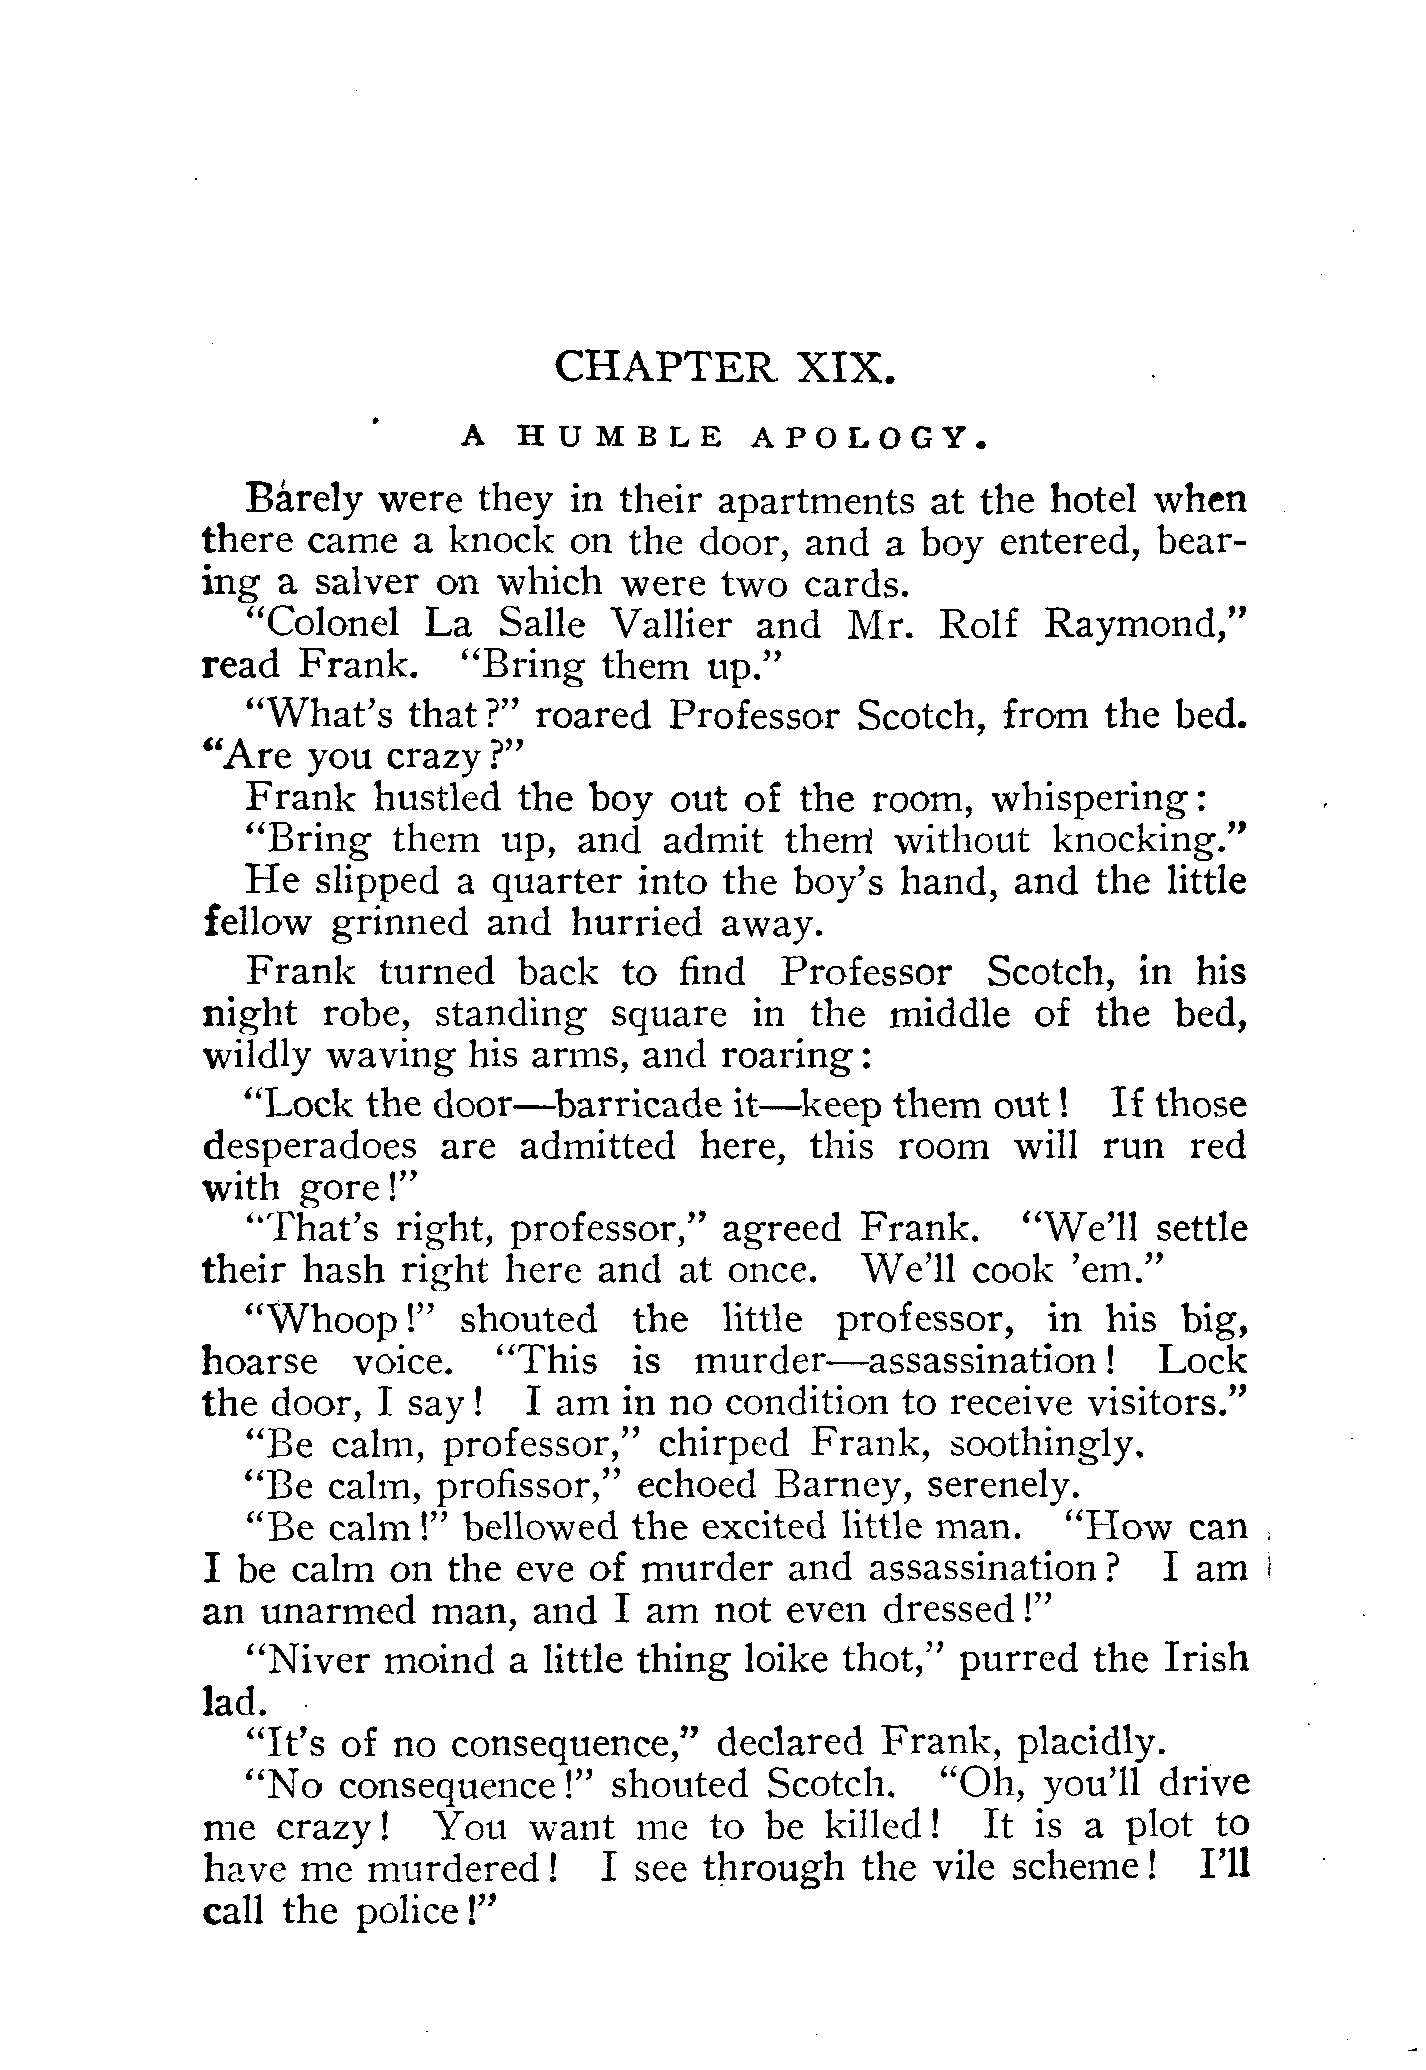 CHAPTER XIX.
A HUMBLE APOLOGY.
Barely were they in their apartments at the hotel when
there came a knock on the door, and a boy entered, bear-
ing a salver on which were two cards.
“Colonel La Salle Vallier and Mr. Rolf Raymond,”
read Frank. “Bring them up.”
“What’s that?” roared Professor Scotch, from the bed.
“Are you crazy?”
Frank hustled the boy out of the room, whispering:
“Bring them up, and admit them without knocking.”
He slipped a quarter into the boy’s hand, and the little
fellow grinned and hurried away.
Frank turned back to find Professor Scotch, in his
night robe, standing square in the middle of the bed,
wildly waving his arms, and roaring:
“Lock the door—barricade it—keep them out! If those
desperadoes are admitted here, this room will run red
with gore!”
“That’s right, professor,” agreed Frank. “We’ll settle
their hash right here and at once. We’ll cook ’em.”
“Whoop!” shouted the little professor, in his big,
hoarse voice. “This is murder—assassination! Lock
the door, I say! I am in no condition to receive visitors.”
“Be calm, professor,” chirped Frank, soothingly.
“Be calm, profissor,” echoed Barney, serenely.
“Be calm!” bellowed the excited little man. “How can
I be calm on the eve of murder and assassination? I am
an unarmed man, and I am not even dressed!”
“Niver moind a little thing loike thot,” purred the Irish
lad.
“It’s of no consequence,” declared Frank, placidly.
“No consequence!” shouted Scotch. “Oh, you’ll drive
me crazy! You want me to be killed! It is a plot to
have me murdered! I see through the vile scheme! I’ll
call the police!”